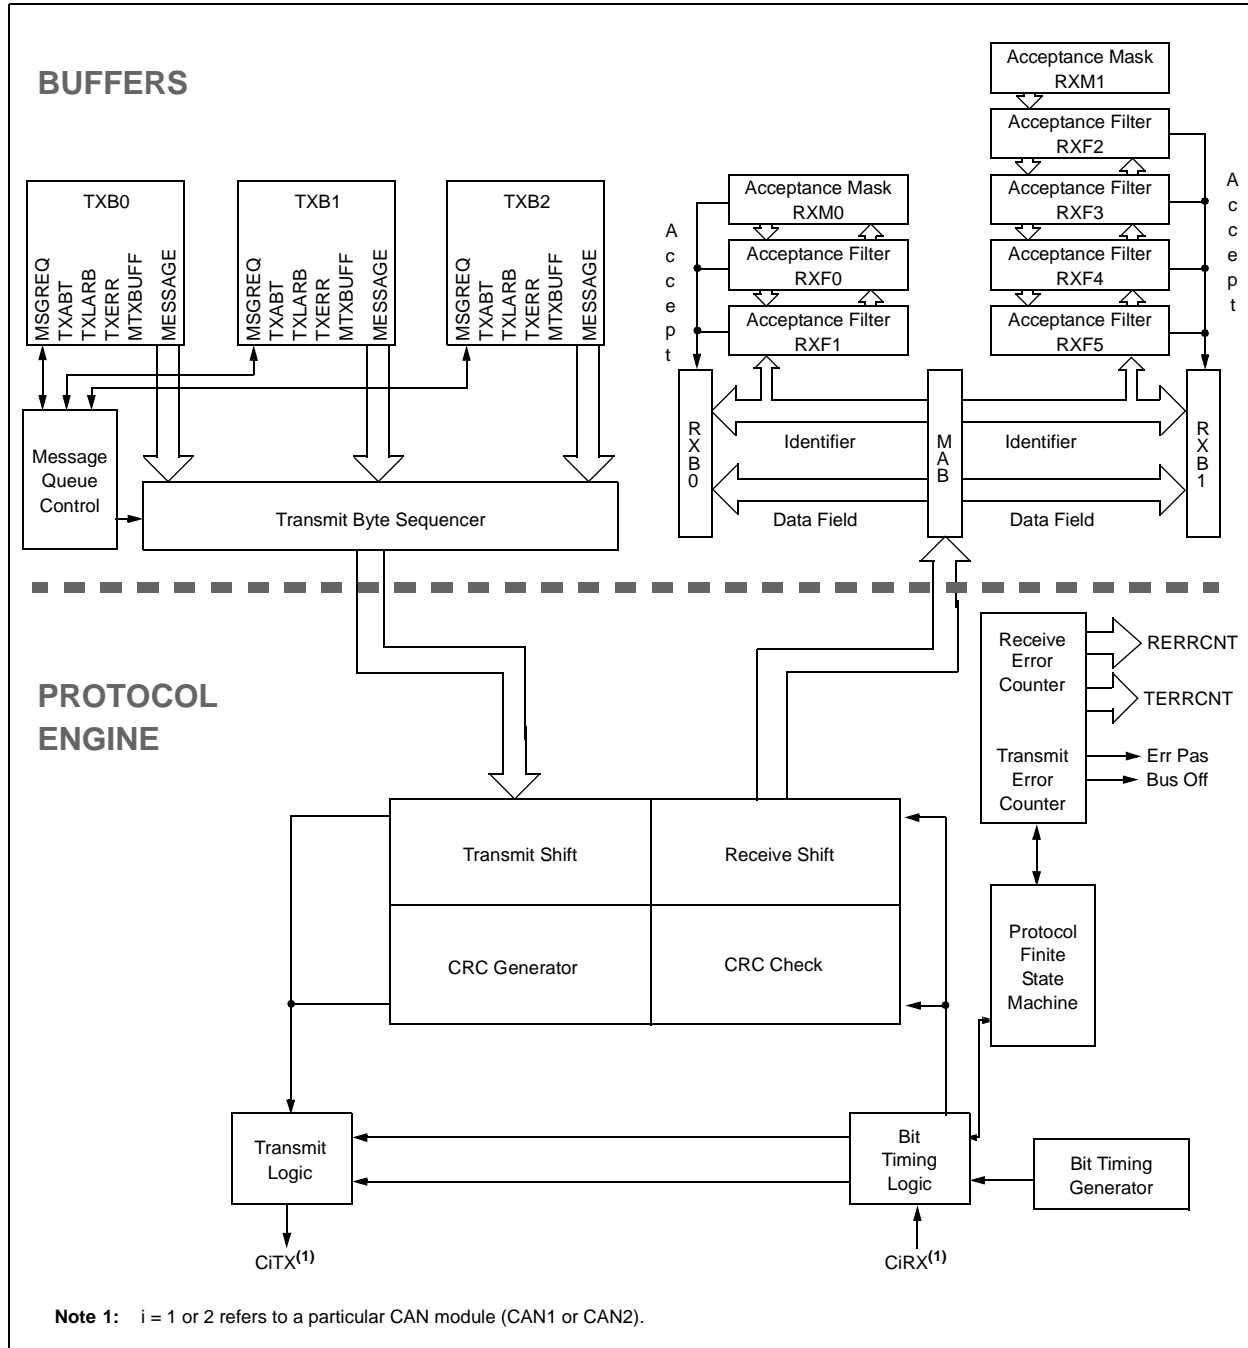 BUFFERS
Acceptance Mask
RXM1
Acceptance Filter
RXF2
Acceptance Filter
RXF3
Acceptance Filter
RXF4
Acceptance Filter
RXF5
Accept
Acceptance Mask
RXM0
Acceptance Filter
RXF0
Acceptance Filter
RXF1
Accept
TXB0
MSGREQ
TXABT
TXLARB
TXERR
MTXBUFF
MESSAGE
TXB1
MSGREQ
TXABT
TXLARB
TXERR
MTXBUFF
MESSAGE
TXB2
MSGREQ
TXABT
TXLARB
TXERR
MTXBUFF
MESSAGE
Message
Queue
Control
Transmit Byte Sequencer
RXB0
Identifier
Data Field
MAB
Identifier
Data Field
RXB1
PROTOCOL
ENGINE
Receive
Error
Counter
Transmit
Error
Counter
RERRCNT
TERRCNT
Err Pas
Bus Off
Transmit Shift
Receive Shift
CRC Generator
CRC Check
Protocol
Finite
State
Machine
Transmit
Logic
Bit
Timing
Logic
Bit Timing
Generator
CiTX(1)
CiRX(1)
Note 1: i = 1 or 2 refers to a particular CAN module (CAN1 or CAN2).